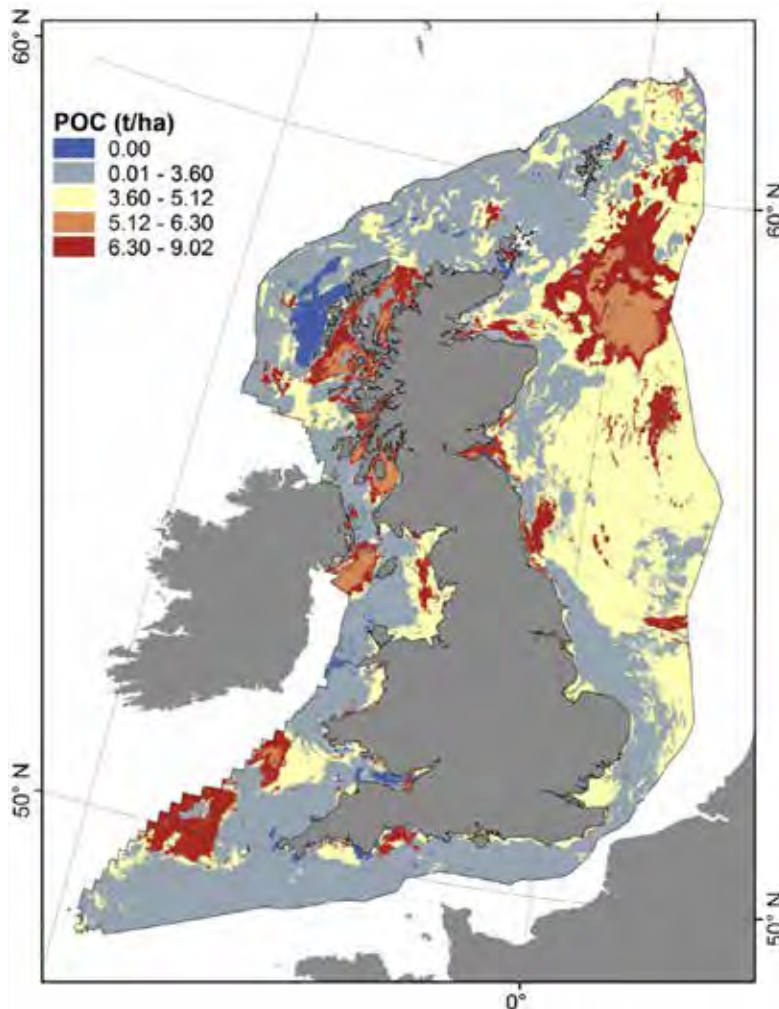 60° N
POC (t/ha)
0.00
0.01 - 3.60
3.60 - 5.12
5.12 - 6.30
6.30 - 9.02
60° N
50° N
50° N
0°